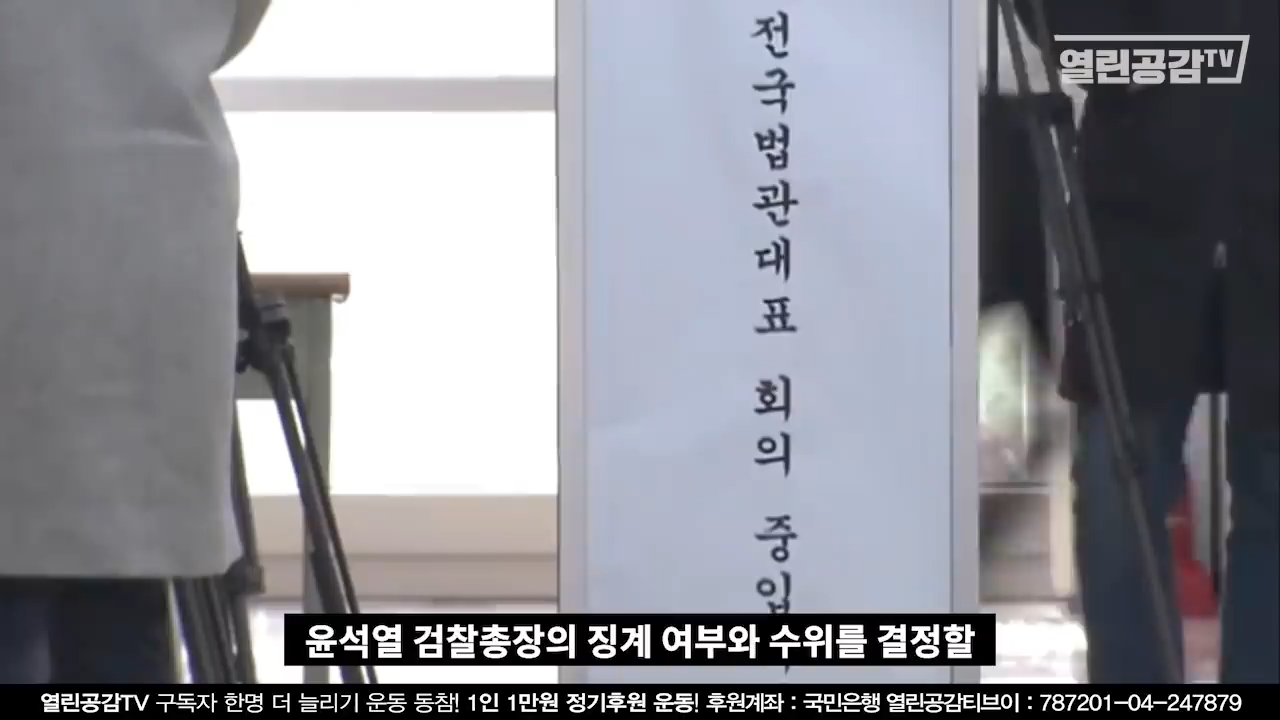 열린공감TV
전국법관대표 회의 중입
윤석열 검찰총장의 징계 여부와 수위를 결정할
열린공감TV 구독자 한명 더 늘리기 운동 동참! 1인 1만원 정기후원 운동! 후원계좌 : 국민은행 열린공감티브이 : 787201-04-247879